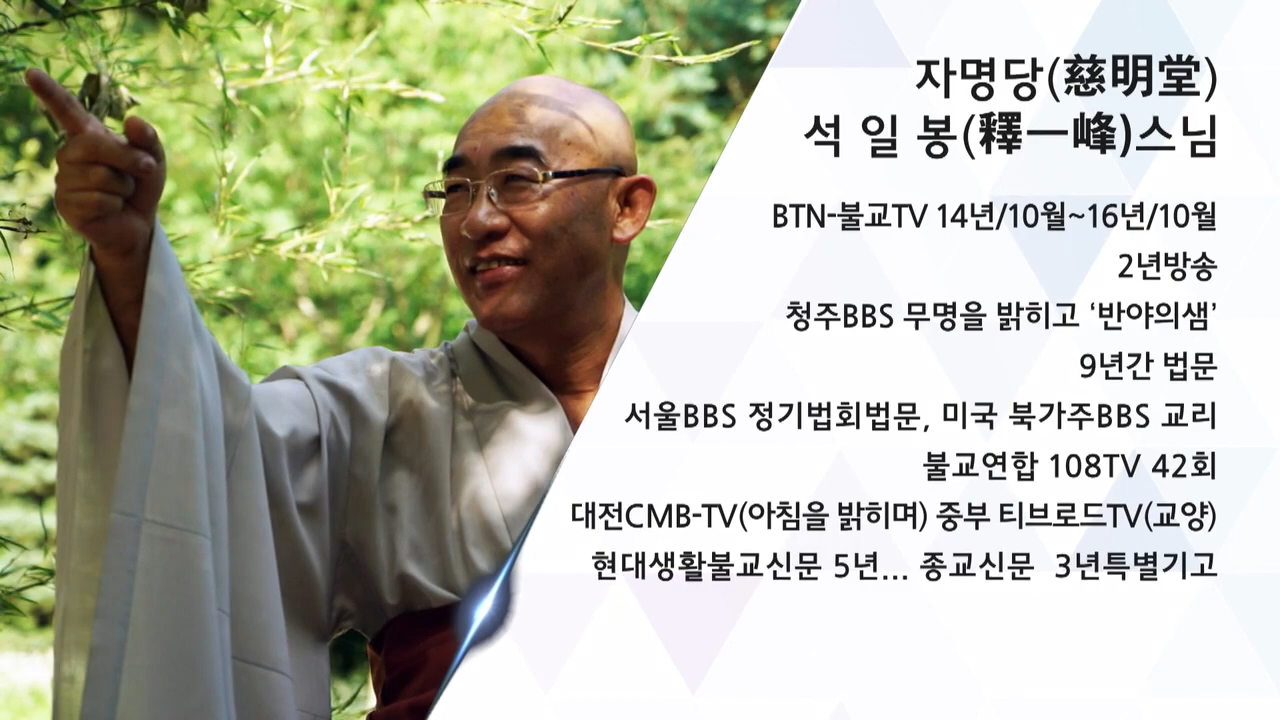 자명당(慈明堂)
석 일 봉(釋一峰)스님
BTN-불교TV 14년/10월~16년/10월
2년방송
청주BBS 무명을 밝히고 ‘반야의샘’
9년간 법문
서울BBS 정기법회법문, 미국 북가주BBS 교리
불교연합 108TV 42회
대전CMB-TV(아침을 밝히며) 중부 티브로드TV(교양)
현대생활불교신문 5년... 종교신문 3년특별기고